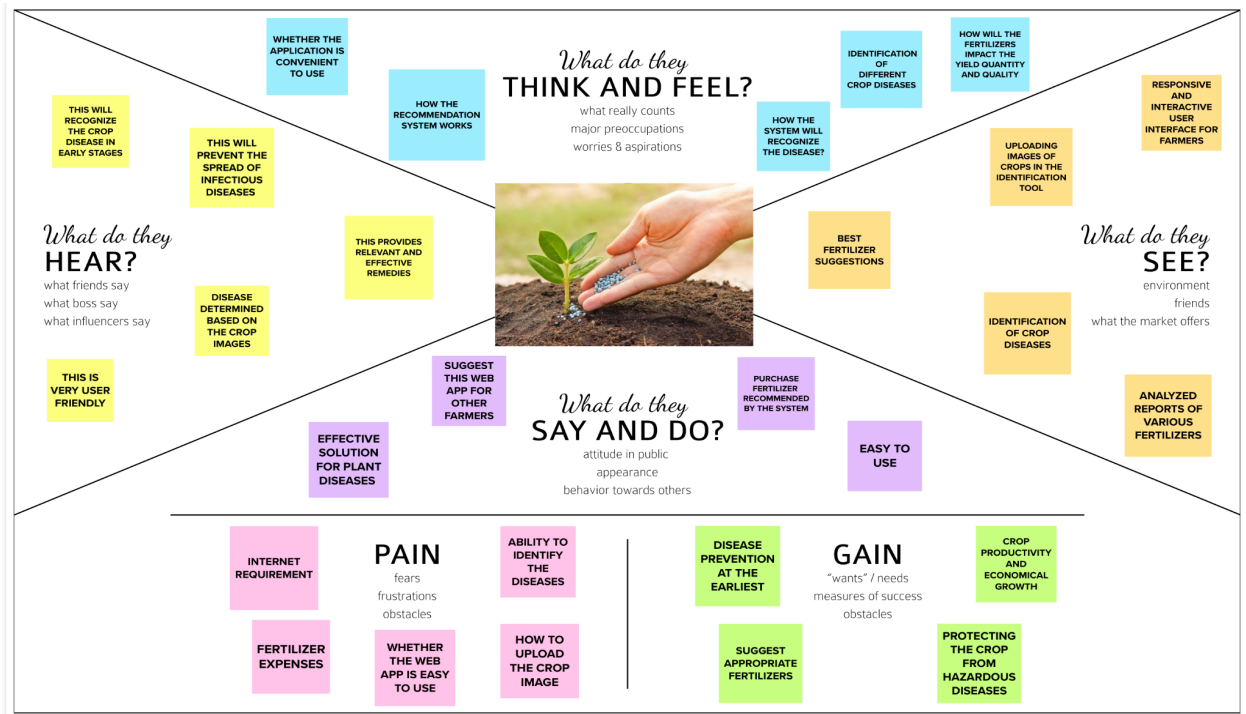 What do they
THINK AND FEEL?
what really counts
major preoccupations
worries & aspirations
WHETHER THE
APPLICATION IS
CONVENIENT
TO USE
HOW THE
RECOMMENDATION
SYSTEM WORKS
HOW THE
SYSTEM WILL
RECOGNIZE
THE DISEASE?
IDENTIFICATION
OF
DIFFERENT
CROP DISEASES
HOW WILL THE
FERTILIZERS
IMPACT THE
YIELD QUANTITY
AND QUALITY
What do they
HEAR?
what friends say
what boss say
what influencers say
THIS WILL
RECOGNIZE
THE CROP
DISEASE IN
EARLY STAGES
THIS WILL
PREVENT THE
SPREAD OF
INFECTIOUS
DISEASES
THIS PROVIDES
RELEVANT AND
EFFECTIVE
REMEDIES
DISEASE
DETERMINED
BASED ON
THE CROP
IMAGES
THIS IS
VERY USER
FRIENDLY
What do they
SEE?
environment
friends
what the market offers
RESPONSIVE
AND
INTERACTIVE
USER
INTERFACE FOR
FARMERS
UPLOADING
IMAGES OF
CROPS IN THE
IDENTIFICATION
TOOL
BEST
FERTILIZER
SUGGESTIONS
IDENTIFICATION
OF CROP
DISEASES
ANALYZED
REPORTS OF
VARIOUS
FERTILIZERS
What do they
SAY AND DO?
attitude in public
appearance
behavior towards others
SUGGEST
THIS WEB
APP FOR
OTHER
FARMERS
EFFECTIVE
SOLUTION
FOR PLANT
DISEASES
PURCHASE
FERTILIZER
RECOMMENDED
BY THE SYSTEM
EASY TO
USE
PAIN
fears
frustrations
obstacles
INTERNET
REQUIREMENT
ABILITY TO
IDENTIFY
THE
DISEASES
FERTILIZER
EXPENSES
WHETHER
THE WEB
APP IS EASY
TO USE
HOW TO
UPLOAD
THE CROP
IMAGE
GAIN
“wants” / needs
measures of success
obstacles
DISEASE
PREVENTION
AT THE
EARLIEST
CROP
PRODUCTIVITY
AND
ECONOMICAL
GROWTH
SUGGEST
APPROPRIATE
FERTILIZERS
PROTECTING
THE CROP
FROM
HAZARDOUS
DISEASES